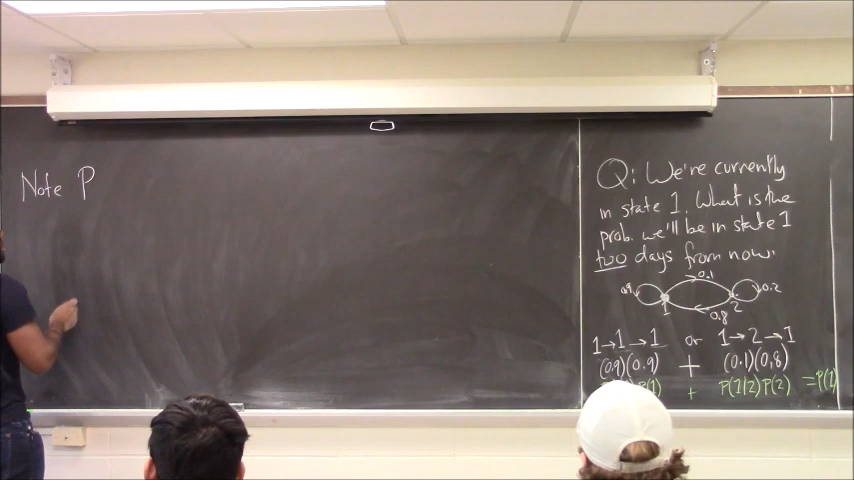 Note P
Q: We're currently
in state 1. What is the
prob. we'll be in state 1
two days from now.
0.1
0.9
0.2
1
2
0.8
1→1→1 or 1→2→1
(0.9)(0.9) + (0.1)(0.8)
P(1) + P(1|2)P(2) = P(1)